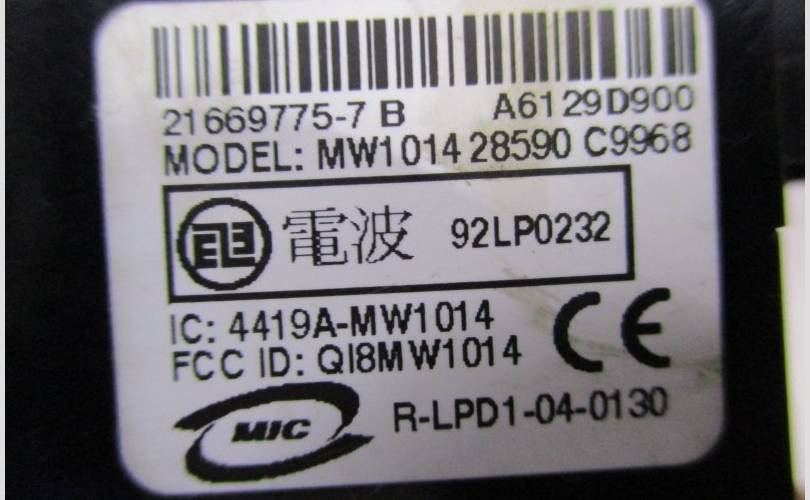 21669775-7 B A6129D900
MODEL: MW1014 28590 C9968
電波 92LP0232
IC: 4419A-MW1014
FCC ID: QI8MW1014
CE
MIC R-LPD1-04-0130